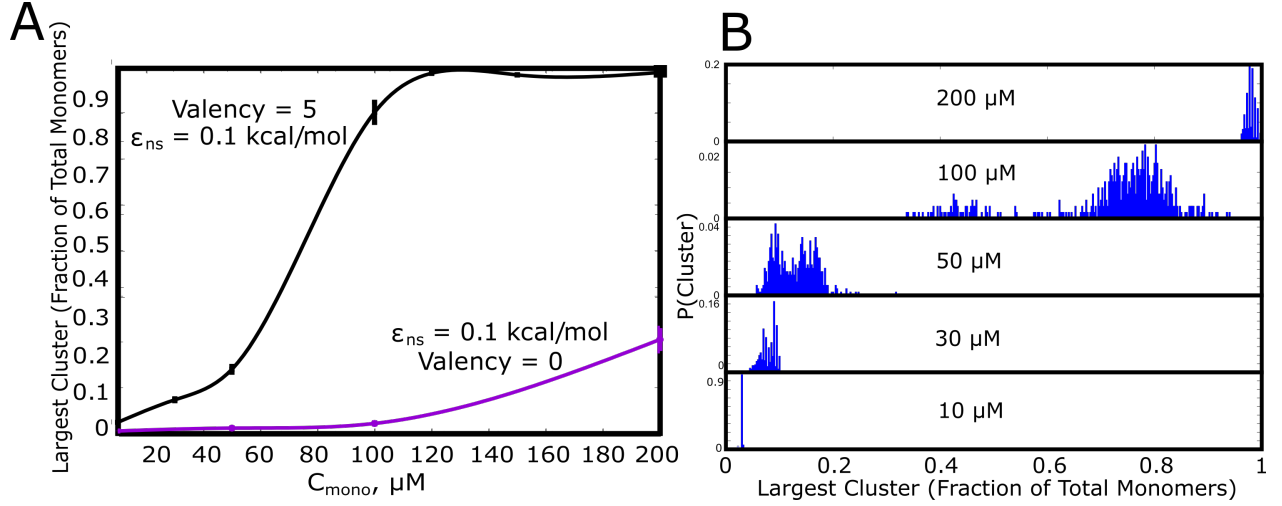 A
Largest Cluster (Fraction of Total Monomers)
0.9
0.8
0.7
0.6
0.5
0.4
0.3
0.2
0.1
0
Valency = 5
εns = 0.1 kcal/mol
εns = 0.1 kcal/mol
Valency = 0
20 40 60 80 100 120 140 160 180 200
Cmono, μM
B
P(Cluster)
0.2
0
200 μM
0.02
0
100 μM
0.04
0
50 μM
0.16
0
30 μM
0.9
0
10 μM
0 0.2 0.4 0.6 0.8 1
Largest Cluster (Fraction of Total Monomers)